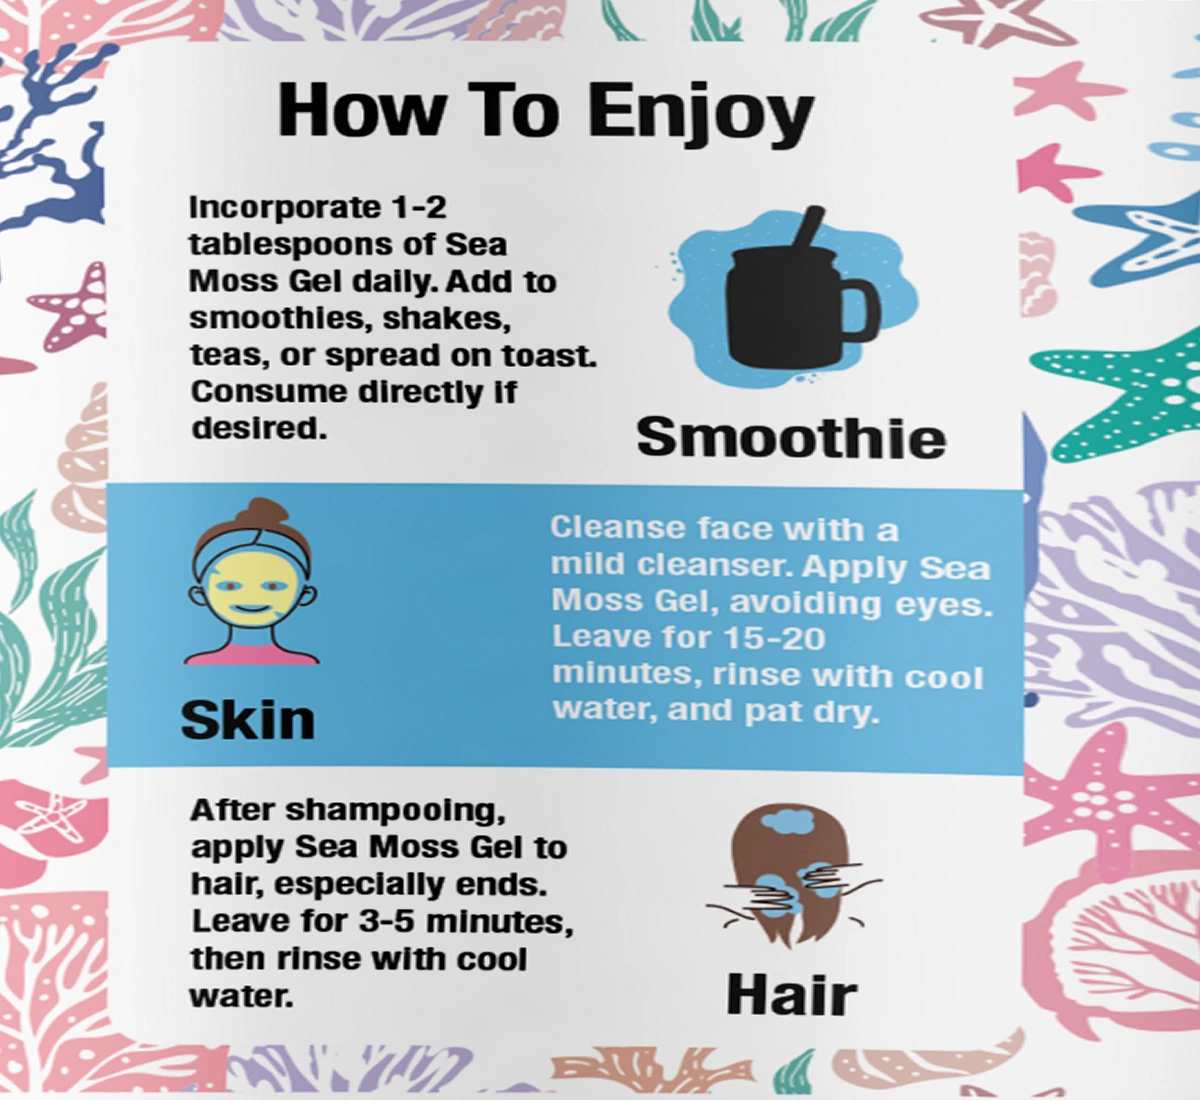 How To Enjoy
Incorporate 1-2
tablespoons of Sea
Moss Gel daily. Add to
smoothies, shakes,
teas, or spread on toast.
Consume directly if
desired.
Smoothie
Cleanse face with a
mild cleanser. Apply Sea
Moss Gel, avoiding eyes.
Leave for 15-20
minutes, rinse with cool
water, and pat dry.
Skin
After shampooing,
apply Sea Moss Gel to
hair, especially ends.
Leave for 3-5 minutes,
then rinse with cool
water.
Hair